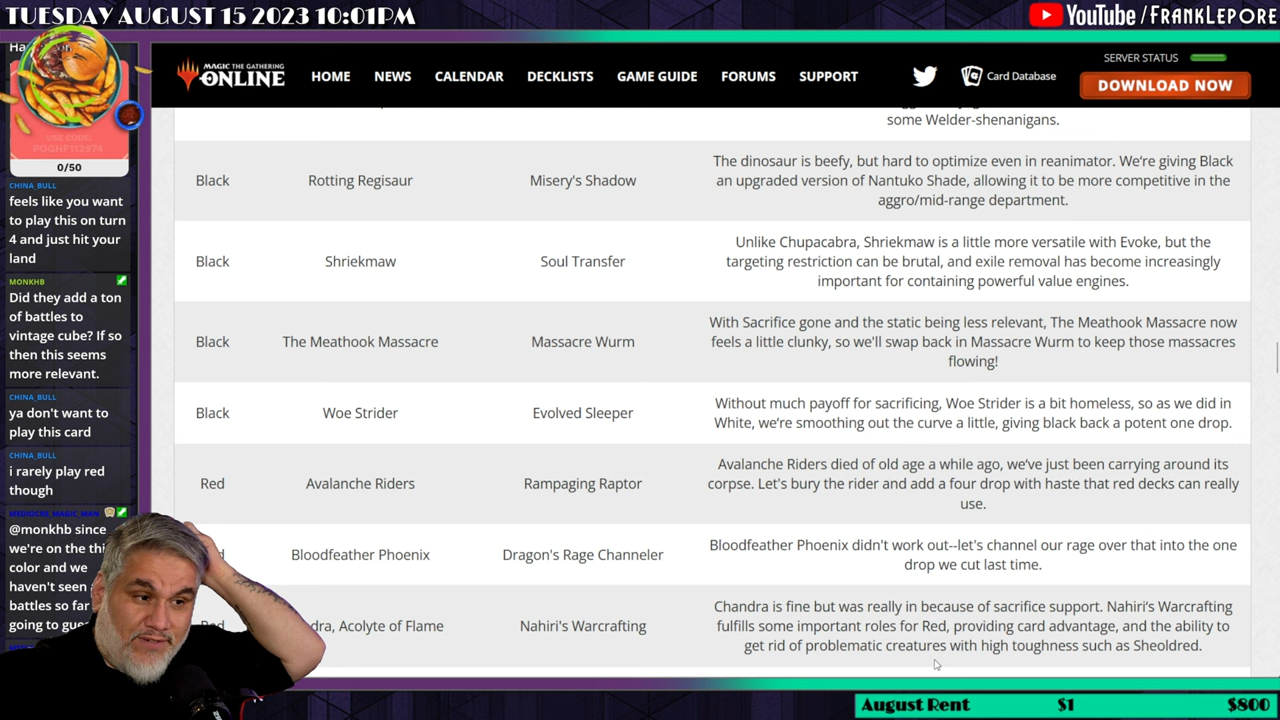 TUESDAY AUGUST 15 2023 10:01PM
YouTube /FrankLepore
USE CODE:
POGHF112974
0/50
CHINA_BULL
feels like you want
to play this on turn
4 and just hit your
land
MONKHB
Did they add a ton
of battles to
vintage cube? If so
then this seems
more relevant.
CHINA_BULL
ya don't want to
play this card
CHINA_BULL
i rarely play red
though
MEDIOCRE_MAGIC_MAN
@monkhb since
we're on the thi
color and we
haven't seen
battles so far
going to gue
MAGIC THE GATHERING
ONLINE
HOME NEWS CALENDAR DECKLISTS GAME GUIDE FORUMS SUPPORT
Card Database
SERVER STATUS
DOWNLOAD NOW
some Welder-shenanigans.
Black Rotting Regisaur Misery's Shadow
The dinosaur is beefy, but hard to optimize even in reanimator. We're giving Black
an upgraded version of Nantuko Shade, allowing it to be more competitive in the
aggro/mid-range department.
Black Shriekmaw Soul Transfer
Unlike Chupacabra, Shriekmaw is a little more versatile with Evoke, but the
targeting restriction can be brutal, and exile removal has become increasingly
important for containing powerful value engines.
Black The Meathook Massacre Massacre Wurm
With Sacrifice gone and the static being less relevant, The Meathook Massacre now
feels a little clunky, so we'll swap back in Massacre Wurm to keep those massacres
flowing!
Black Woe Strider Evolved Sleeper
Without much payoff for sacrificing, Woe Strider is a bit homeless, so as we did in
White, we're smoothing out the curve a little, giving black back a potent one drop.
Red Avalanche Riders Rampaging Raptor
Avalanche Riders died of old age a while ago, we've just been carrying around its
corpse. Let's bury the rider and add a four drop with haste that red decks can really
use.
d Bloodfeather Phoenix Dragon's Rage Channeler
Bloodfeather Phoenix didn't work out--let's channel our rage over that into the one
drop we cut last time.
Red dra, Acolyte of Flame Nahiri's Warcrafting
Chandra is fine but was really in because of sacrifice support. Nahiri's Warcrafting
fulfills some important roles for Red, providing card advantage, and the ability to
get rid of problematic creatures with high toughness such as Sheoldred.
August Rent $1 $800